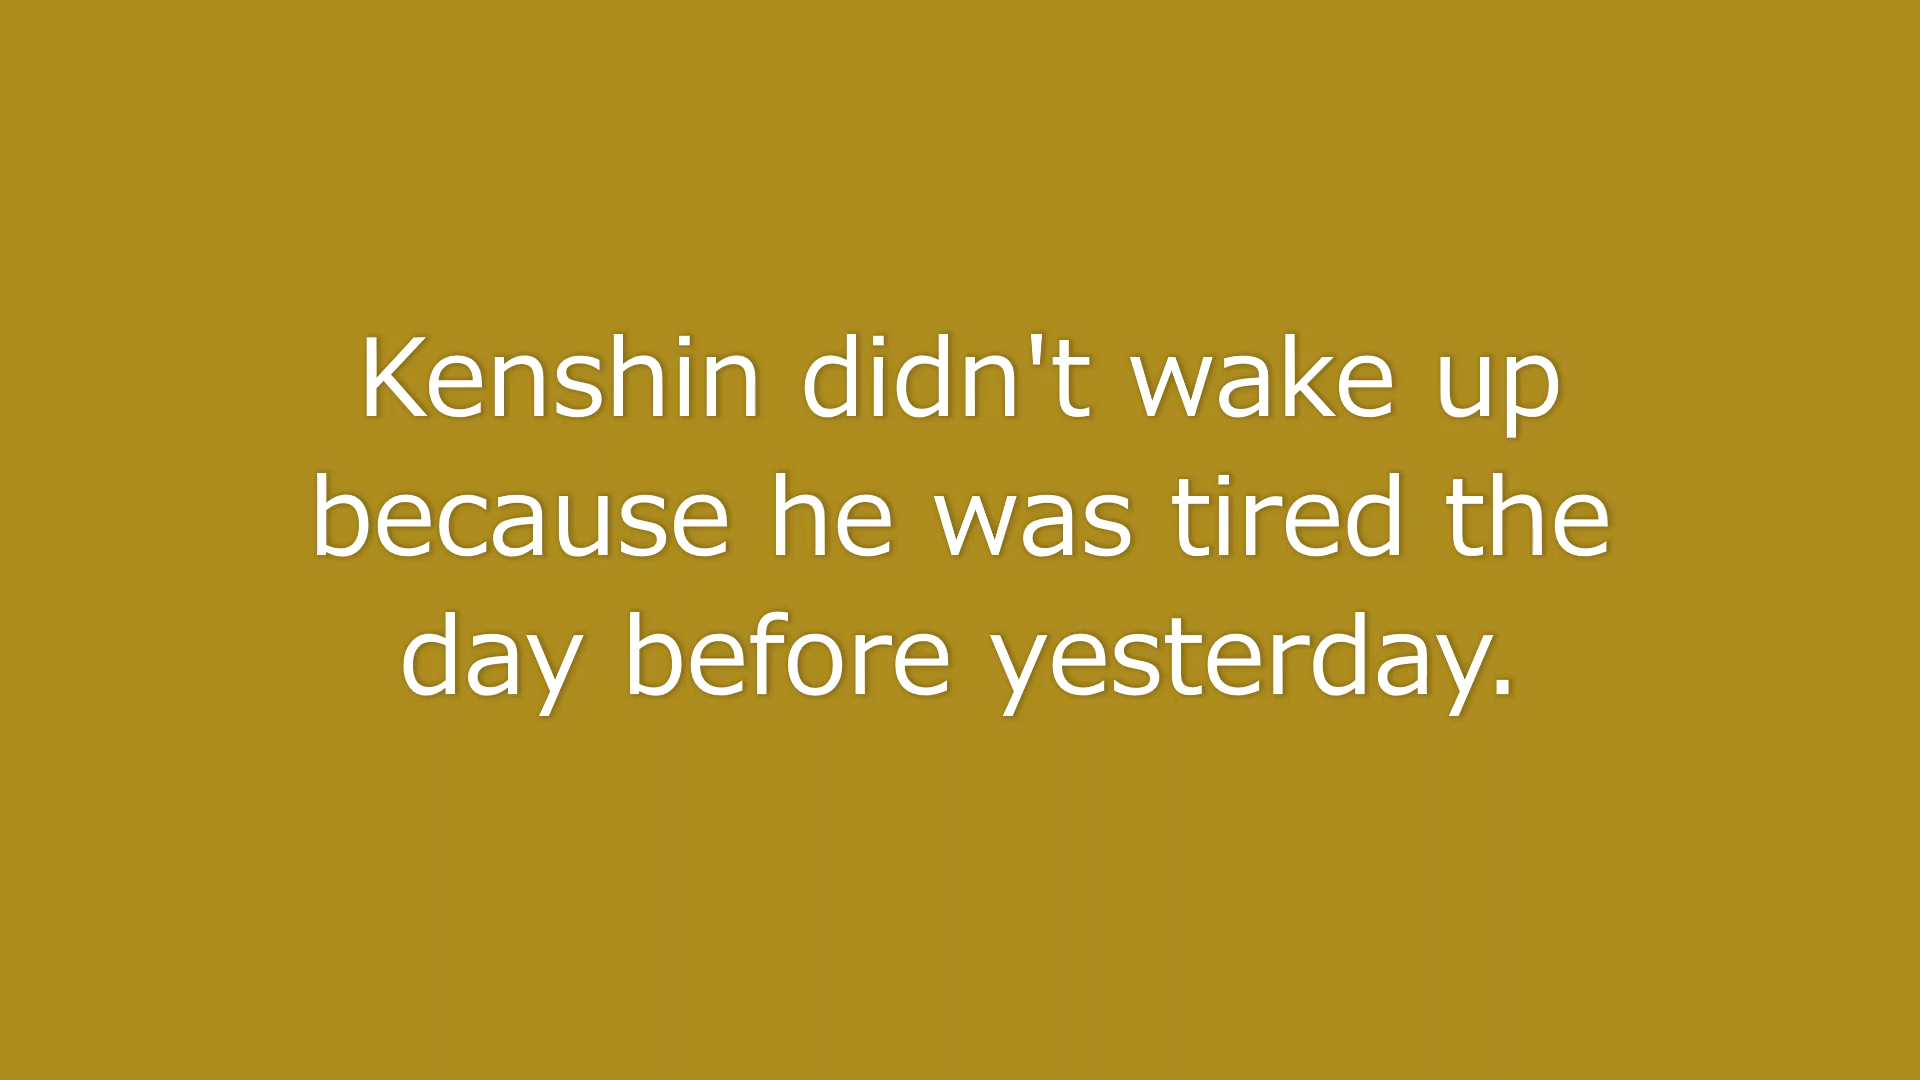 Kenshin didn't wake up
because he was tired the
day before yesterday.